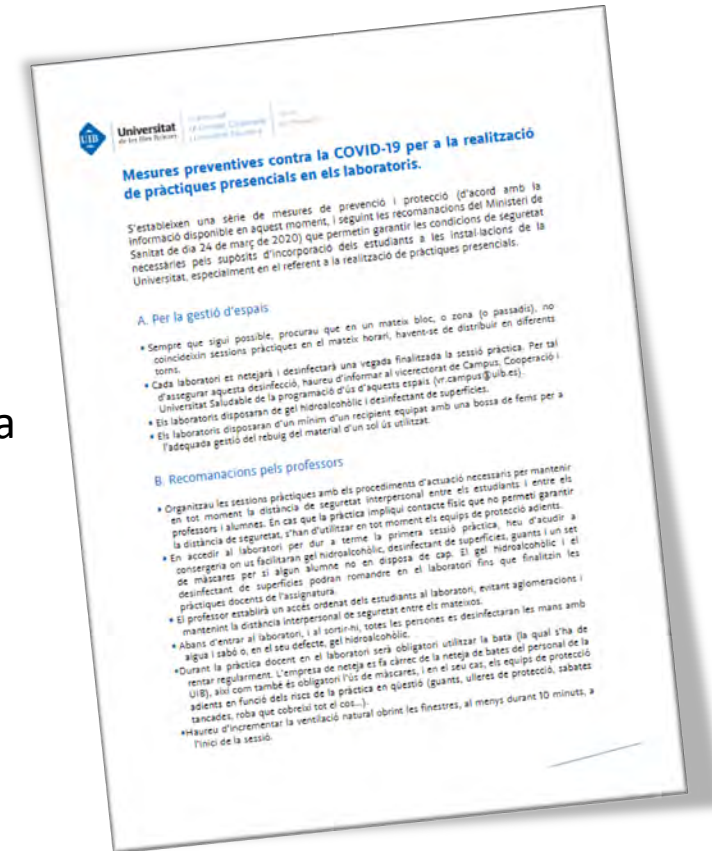 a
UIB
Universitat
de les Illes Balears
Mesures preventives contra la COVID-19 per a la realització
de pràctiques presencials en els laboratoris.
S'estableixen una sèrie de mesures de prevenció i protecció (d'acord amb la
informació disponible en aquest moment, i seguint les recomanacions del Ministeri de
Sanitat de dia 24 de març de 2020) que permetin garantir les condicions de seguretat
necessàries pels supòsits d'incorporació dels estudiants a les instal·lacions de la
Universitat, especialment en el referent a la realització de pràctiques presencials.
A. Per la gestió d'espais
• Sempre que sigui possible, procurau que en un mateix bloc, o zona (o passadís), no
coincideixin sessions pràctiques en el mateix horari, havent-se de distribuir en diferents
torns.
• Cada laboratori es netejarà i desinfectarà una vegada finalitzada la sessió pràctica. Per tal
d'assegurar aquesta desinfecció, haureu d'informar al vicerectorat de Campus, Cooperació i
Universitat Saludable de la programació d'ús d'aquests espais (vr.campus@uib.es)
• Els laboratoris disposaran de gel hidroalcohòlic i desinfectant de superfícies.
• Els laboratoris disposaran d'un mínim d'un recipient equipat amb una bossa de fems per a
l'adequada gestió del rebuig del material d'un sol ús utilitzat.
B. Recomanacions pels professors
• Organitzau les sessions pràctiques amb els procediments d'actuació necessaris per mantenir
en tot moment la distància de seguretat interpersonal entre els estudiants i entre els
professors i alumnes. En cas que la pràctica impliqui contacte físic que no permeti garantir
la distància de seguretat, s'han d'utilitzar en tot moment els equips de protecció adients.
• En accedir al laboratori per dur a terme la primera sessió pràctica, heu d'acudir a
consergeria on us facilitaran gel hidroalcohòlic, desinfectant de superfícies, guants i un set
de màscares per si algun alumne no en disposa de cap. El gel hidroalcohòlic i el
desinfectant de superfícies podran romandre en el laboratori fins que finalitzin les
pràctiques docents de l'assignatura.
• El professor establirà un accés ordenat dels estudiants al laboratori, evitant aglomeracions i
mantenint la distància interpersonal de seguretat entre els mateixos.
• Abans d'entrar al laboratori, i al sortir-hi, totes les persones es desinfectaran les mans amb
aigua i sabó o, en el seu defecte, gel hidroalcohòlic.
•Durant la pràctica docent en el laboratori serà obligatori utilitzar la bata (la qual s'ha de
rentar regularment. L'empresa de neteja es fa càrrec de la neteja de bates del personal de la
UIB), així com també és obligatori l'ús de màscares, i en el seu cas, els equips de protecció
adients en funció dels riscs de la pràctica en qüestió (guants, ulleres de protecció, sabates
tancades, roba que cobreixi tot el cos...).
•Haureu d'incrementar la ventilació natural obrint les finestres, al menys durant 10 minuts, a
l'inici de la sessió.